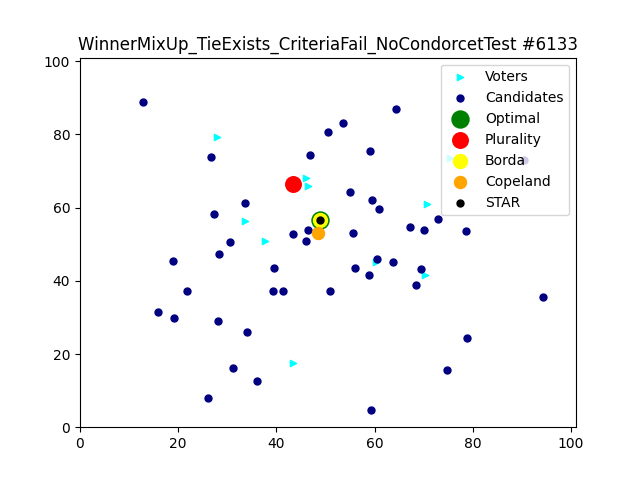 WinnerMixUp_TieExists_CriteriaFail_NoCondorcetTest #6133
100
80
60
40
20
0
0 20 40 60 80 100
Voters
Candidates
Optimal
Plurality
Borda
Copeland
STAR